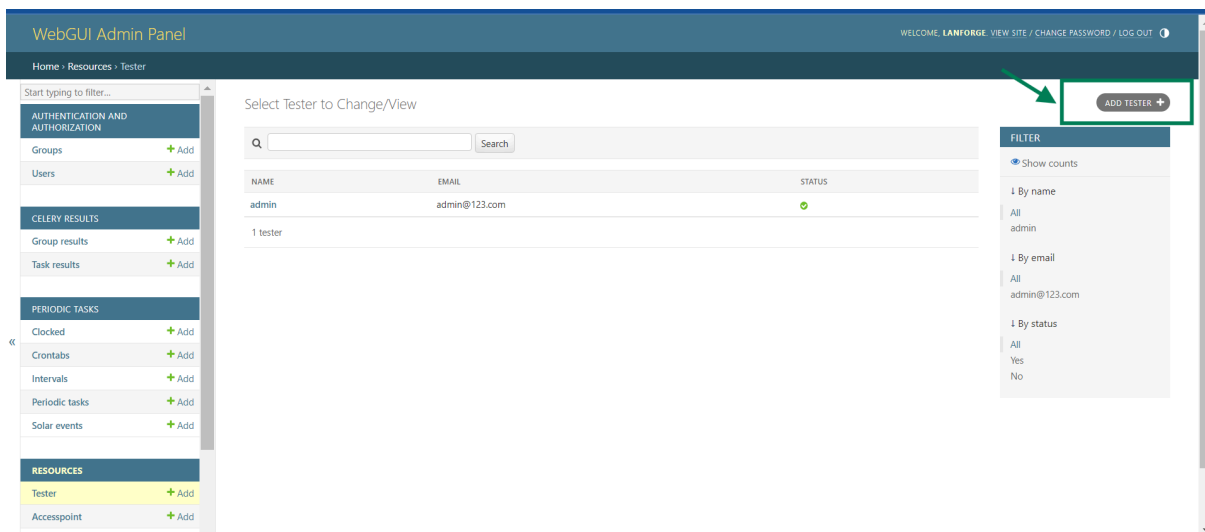 WebGUI Admin Panel
WELCOME, LANFORGE. VIEW SITE / CHANGE PASSWORD / LOG OUT
Home › Resources › Tester
Start typing to filter...
AUTHENTICATION AND
AUTHORIZATION
Groups + Add
Users + Add
CELERY RESULTS
Group results + Add
Task results + Add
PERIODIC TASKS
Clocked + Add
Crontabs + Add
Intervals + Add
Periodic tasks + Add
Solar events + Add
RESOURCES
Tester + Add
Accesspoint + Add
«
Select Tester to Change/View
ADD TESTER +
Search
NAME EMAIL STATUS
admin admin@123.com
1 tester
FILTER
Show counts
↓ By name
All
admin
↓ By email
All
admin@123.com
↓ By status
All
Yes
No